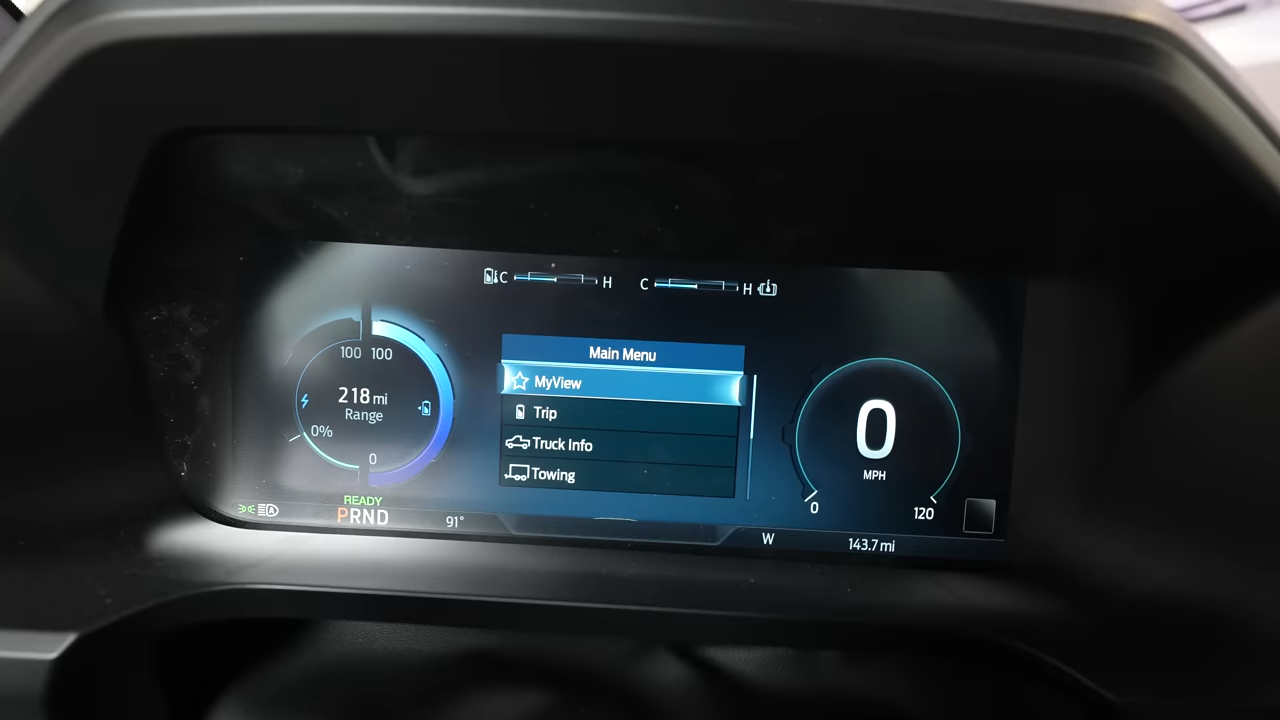 C H C H
100 100
218 mi
Range
0%
0
Main Menu
MyView
Trip
Truck Info
Towing
0
MPH
0 120
READY
PRND
A
91°
W
143.7 mi